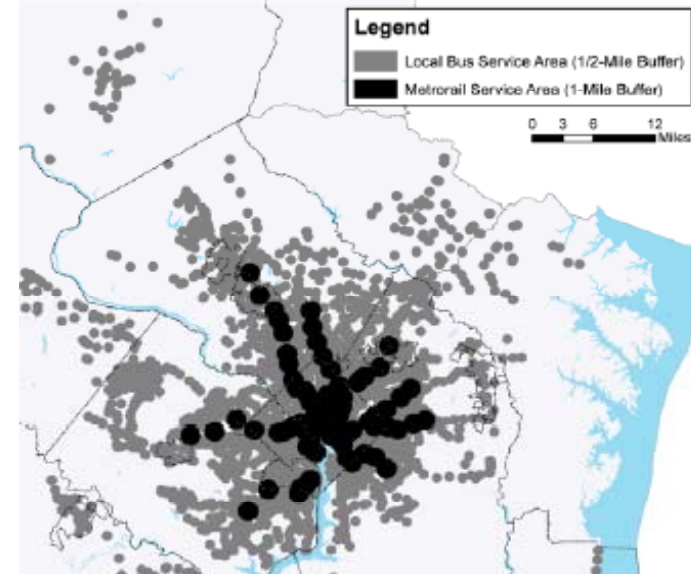 Legend
Local Bus Service Area (1/2-Mile Buffer)
Metrorail Service Area (1-Mile Buffer)
0 3 6 12
Miles